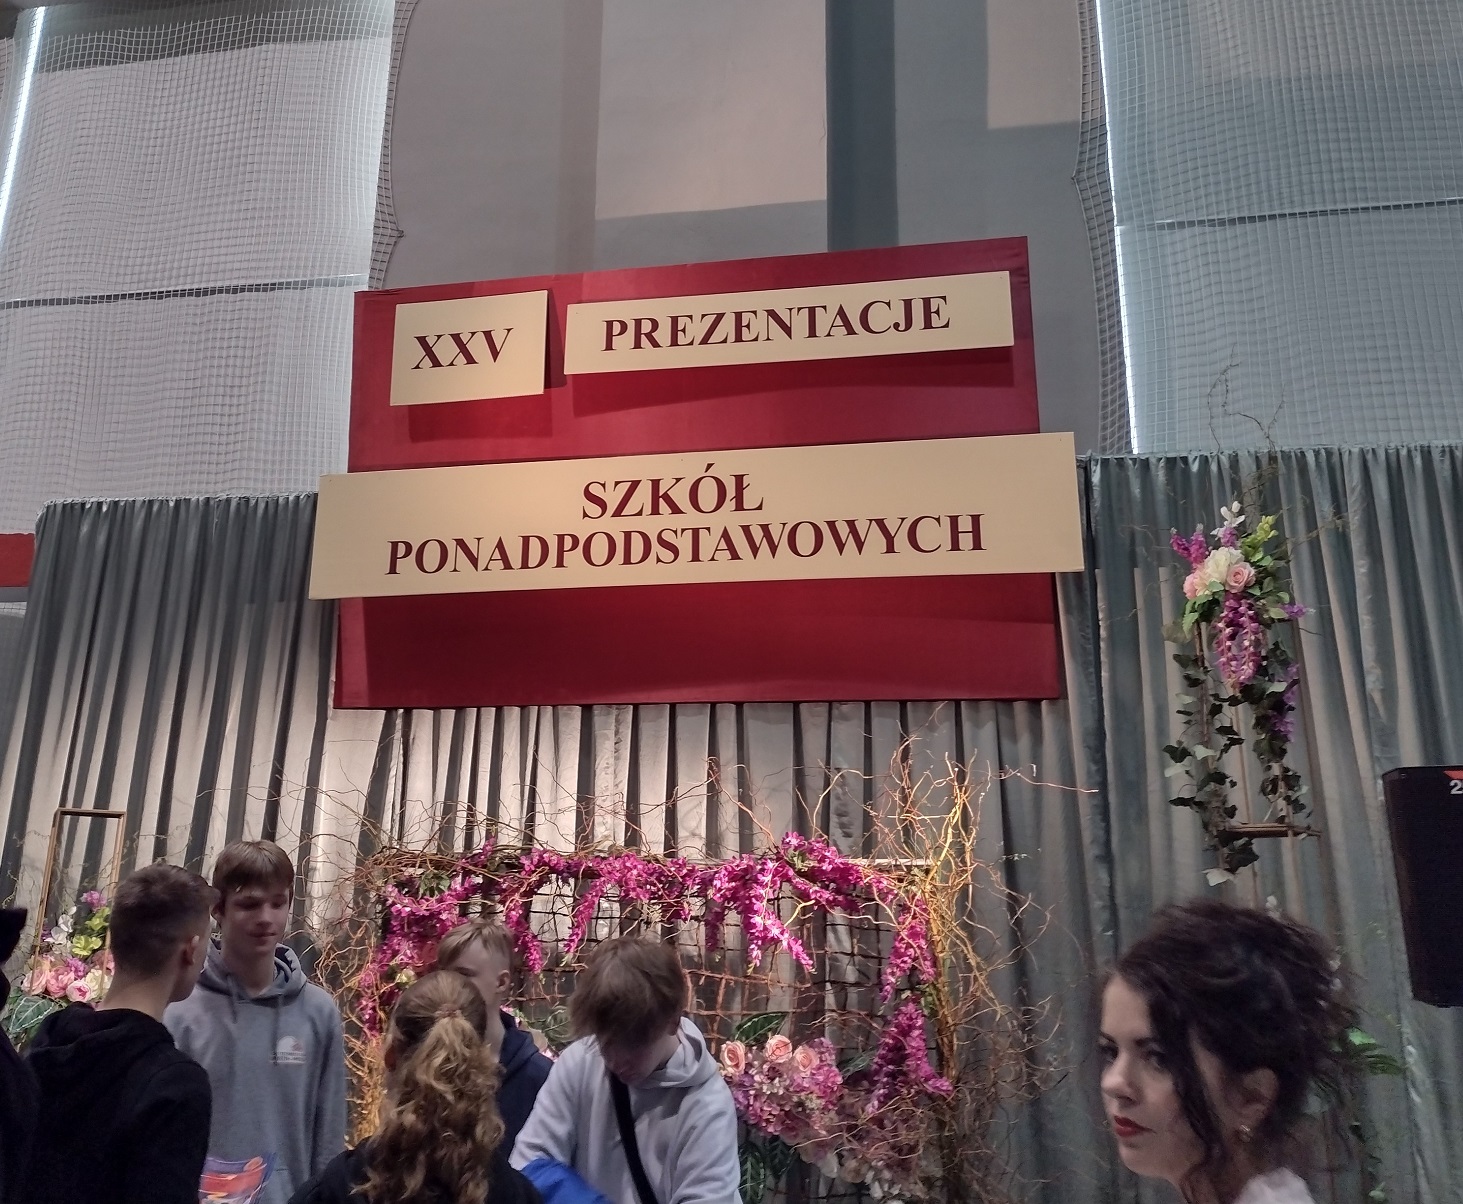 XXV PREZENTACJE
SZKÓŁ
PONADPODSTAWOWYCH